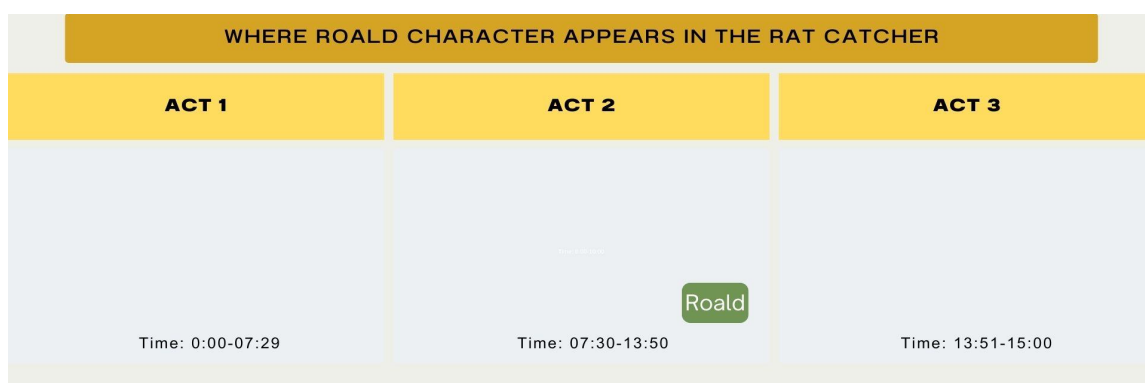 WHERE ROALD CHARACTER APPEARS IN THE RAT CATCHER
ACT 1
ACT 2
ACT 3
Roald
Time: 0:00-07:29
Time: 07:30-13:50
Time: 13:51-15:00